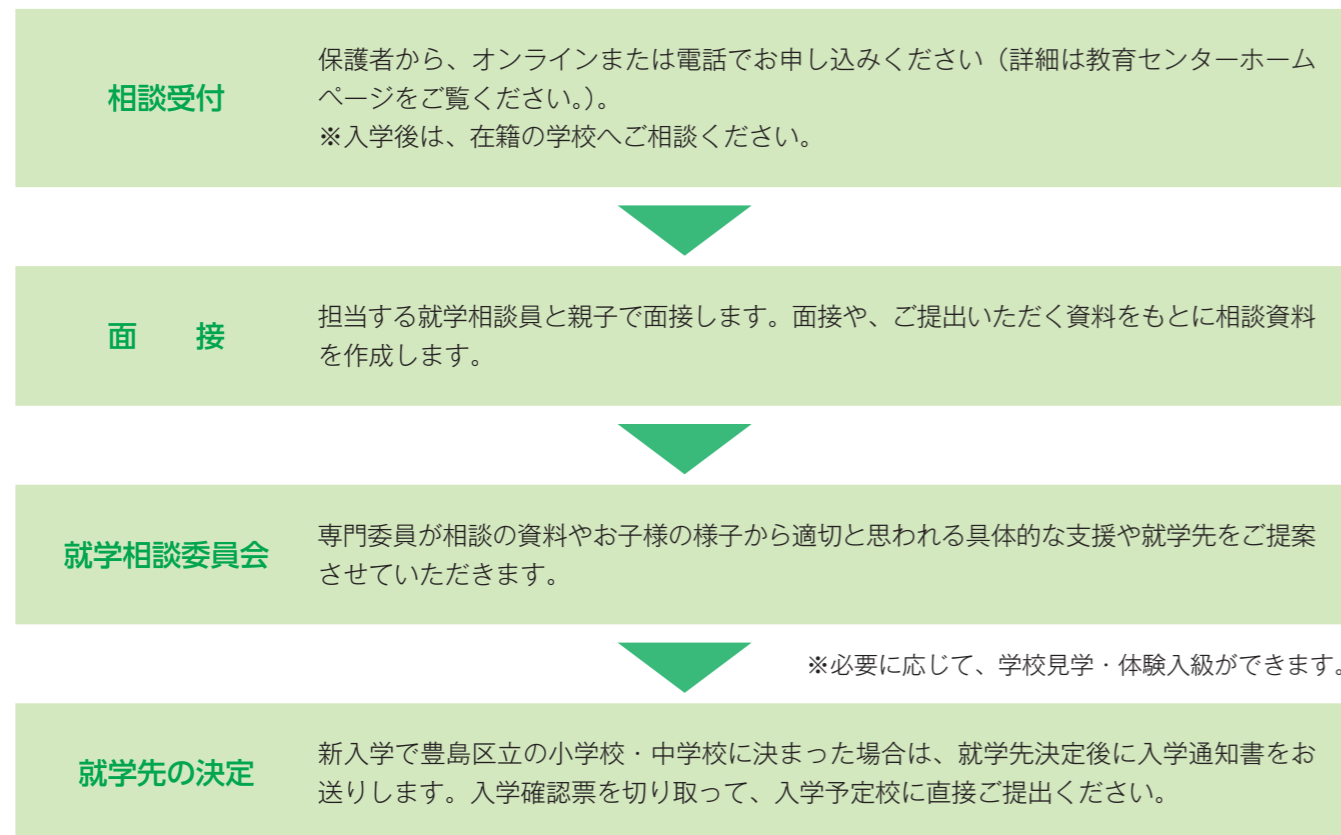 相談受付
保護者から、オンラインまたは電話でお申し込みください（詳細は教育センターホーム
ページをご覧ください。）。
※入学後は、在籍の学校へご相談ください。
面　　接
担当する就学相談員と親子で面接します。面接や、ご提出いただく資料をもとに相談資料
を作成します。
就学相談委員会
専門委員が相談の資料やお子様の様子から適切と思われる具体的な支援や就学先をご提案
させていただきます。
※必要に応じて、学校見学・体験入級ができます。
就学先の決定
新入学で豊島区立の小学校・中学校に決まった場合は、就学先決定後に入学通知書をお
送りします。入学確認票を切り取って、入学予定校に直接ご提出ください。